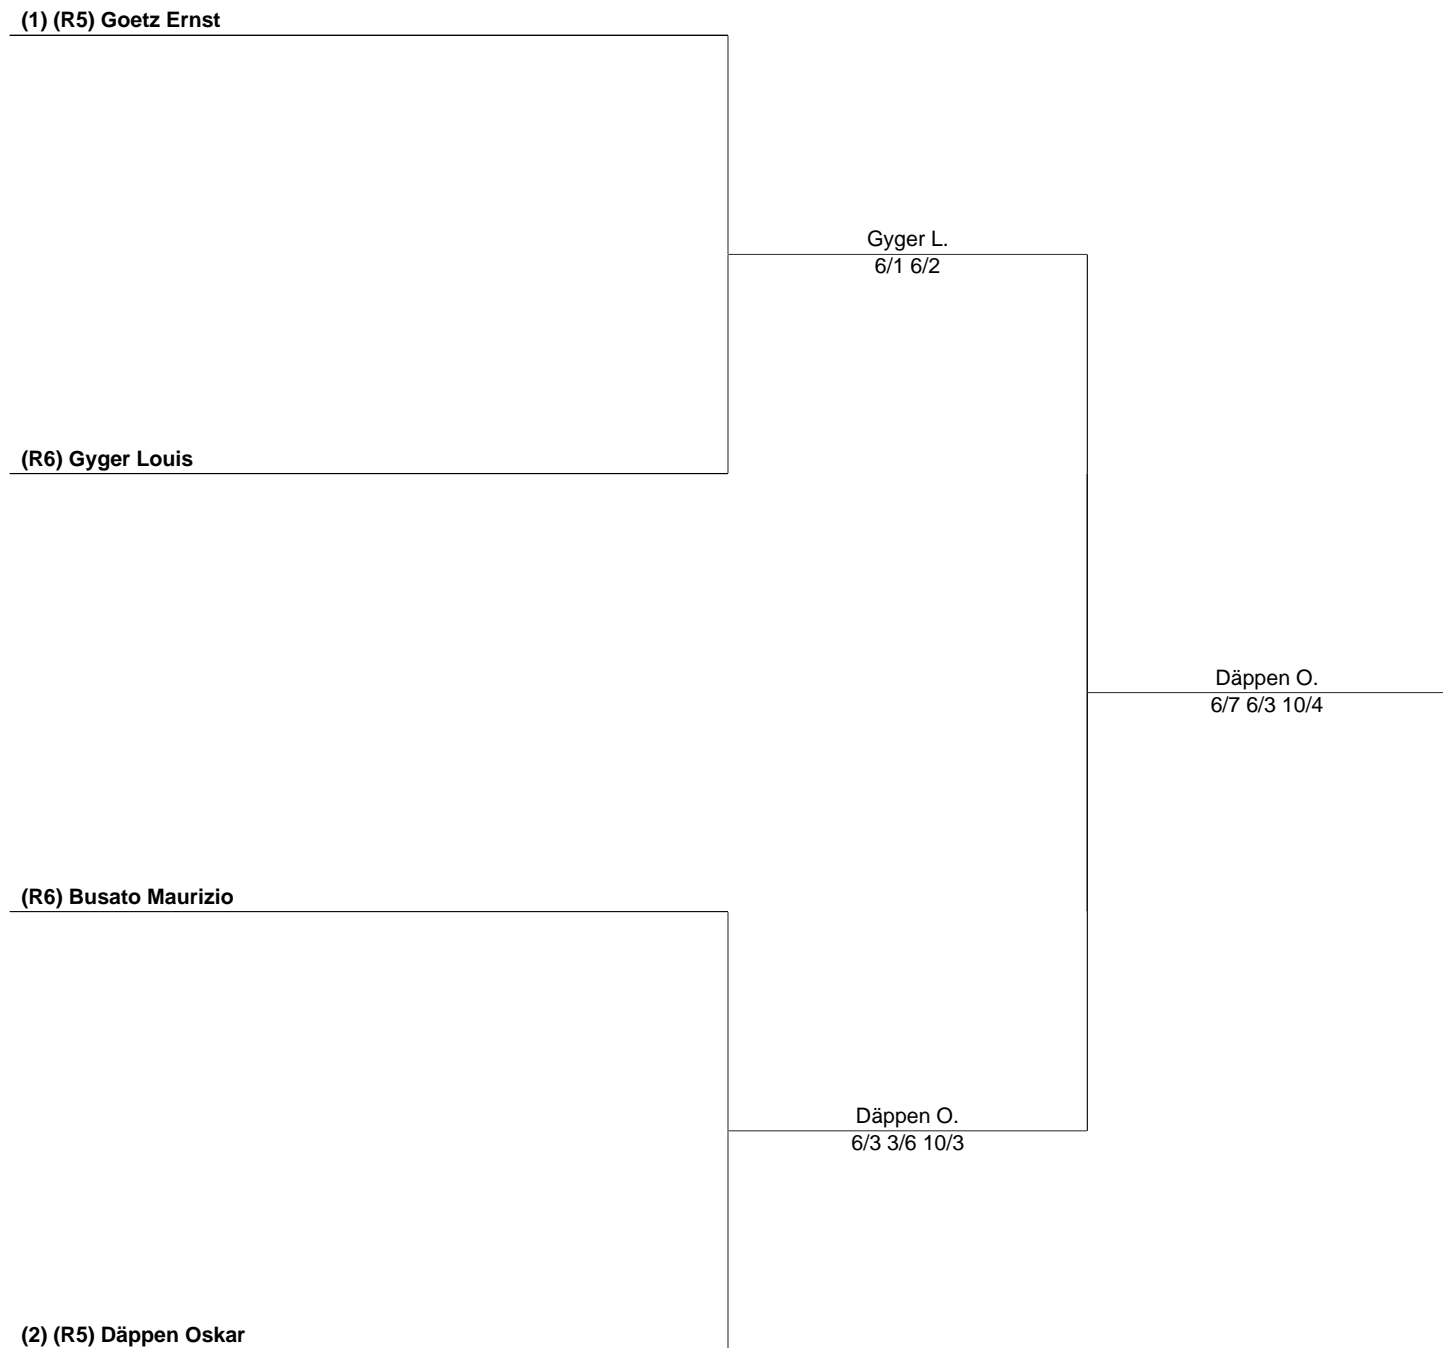 (1) (R5) Goetz Ernst
Gyger L.
6/1 6/2
(R6) Gyger Louis
Däppen O.
6/7 6/3 10/4
(R6) Busato Maurizio
Däppen O.
6/3 3/6 10/3
(2) (R5) Däppen Oskar